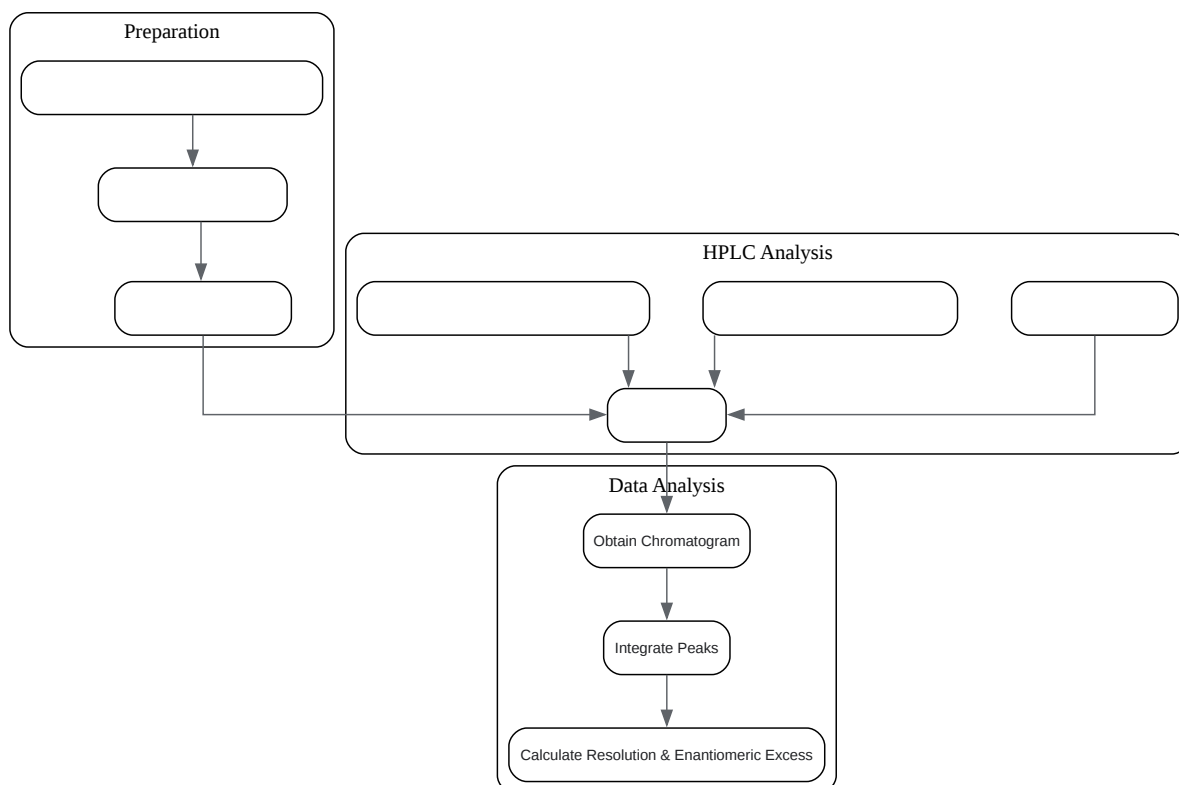 Preparation
HPLC Analysis
Data Analysis
Obtain Chromatogram
Integrate Peaks
Calculate Resolution & Enantiomeric Excess